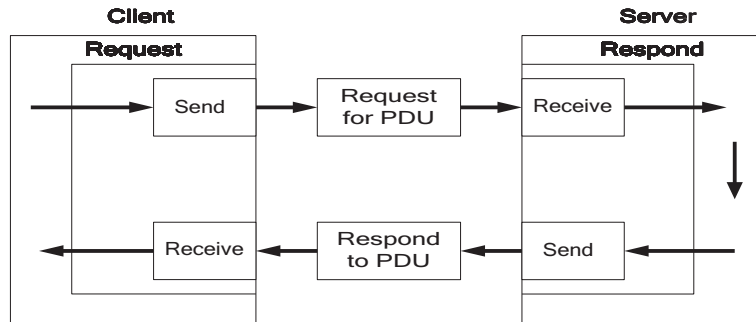 Client
Server
Request
Respond
Send
Request
for PDU
Receive
Receive
Respond
to PDU
Send